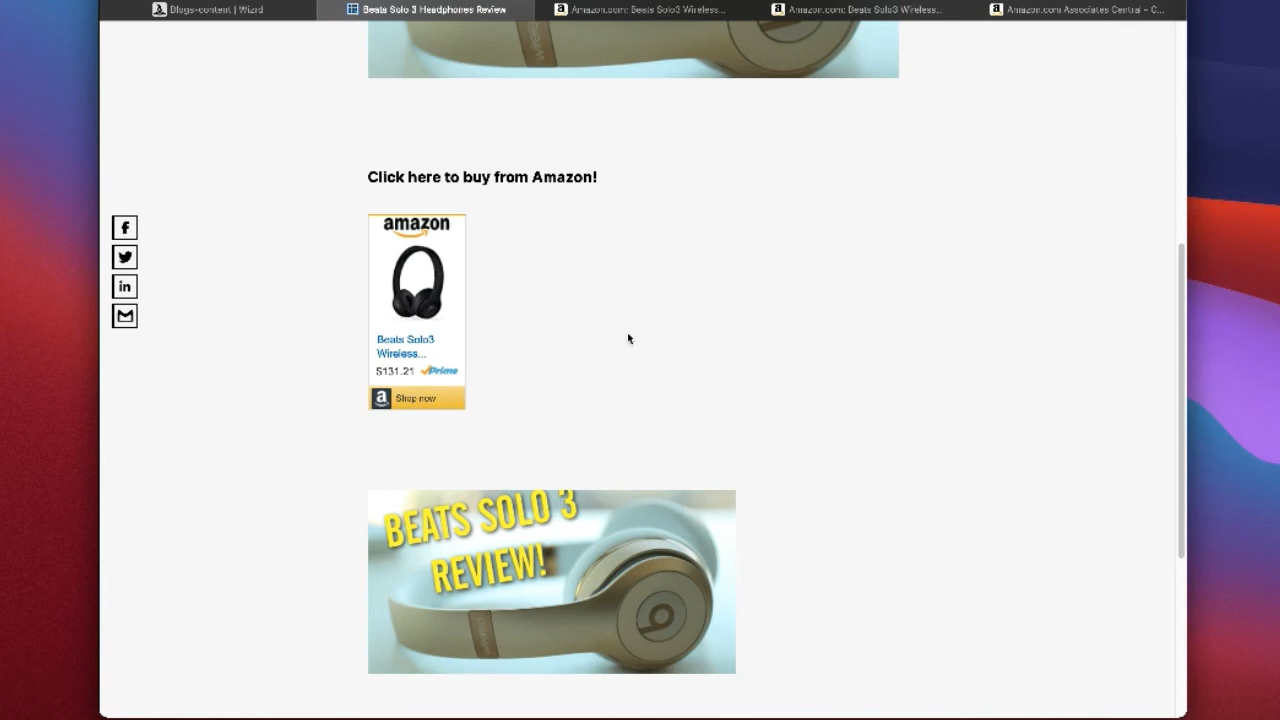 Blogs-content | Wizrd
Beats Solo 3 Headphones Review
Amazon.com: Beats Solo3 Wireless...
Amazon.com: Beats Solo3 Wireless...
Amazon.com Associates Central - C...
wireless
Click here to buy from Amazon!
f
in
amazon
Beats Solo3
Wireless...
$131.21 Prime
a Shop now
BEATS SOLO 3
REVIEW!
b